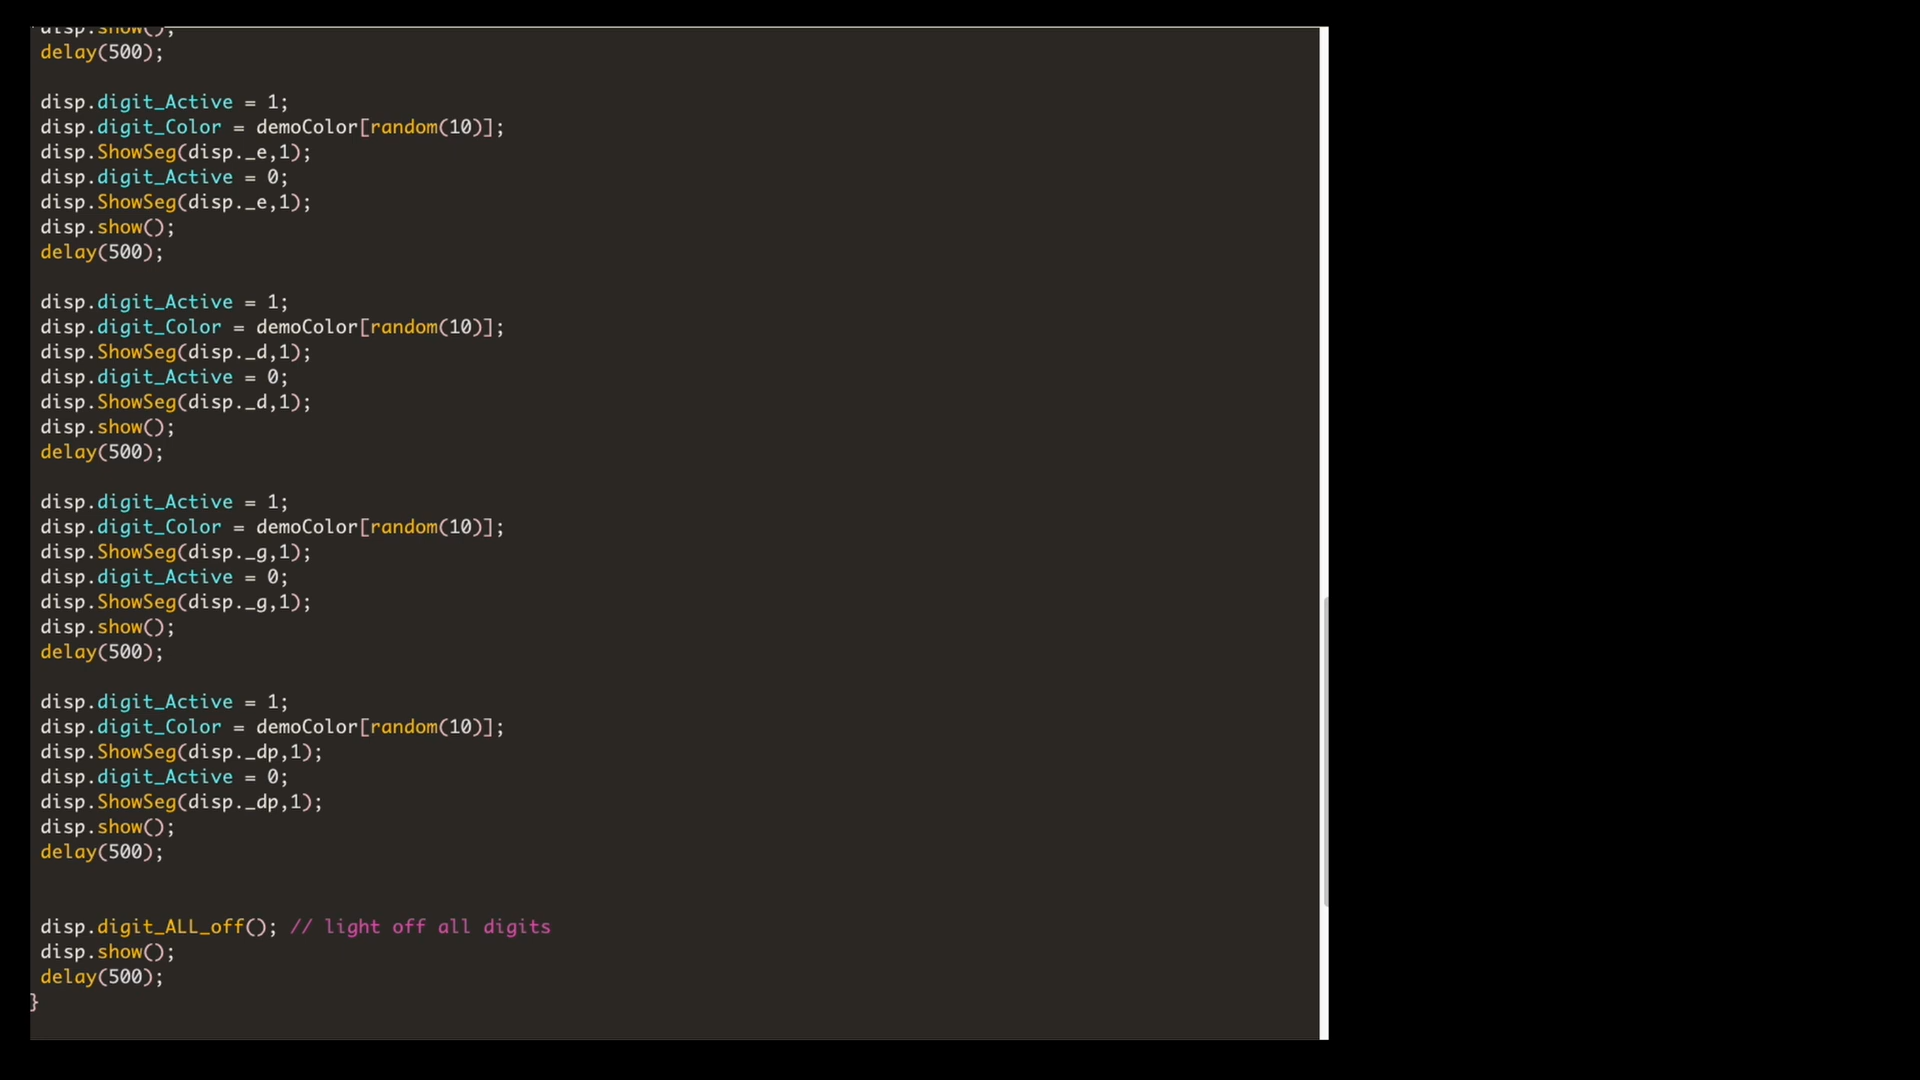 disp.show();
delay(500);
disp.digit_Active = 1;
disp.digit_Color = demoColor[random(10)];
disp.ShowSeg(disp._e,1);
disp.digit_Active = 0;
disp.ShowSeg(disp._e,1);
disp.show();
delay(500);
disp.digit_Active = 1;
disp.digit_Color = demoColor[random(10)];
disp.ShowSeg(disp._d,1);
disp.digit_Active = 0;
disp.ShowSeg(disp._d,1);
disp.show();
delay(500);
disp.digit_Active = 1;
disp.digit_Color = demoColor[random(10)];
disp.ShowSeg(disp._g,1);
disp.digit_Active = 0;
disp.ShowSeg(disp._g,1);
disp.show();
delay(500);
disp.digit_Active = 1;
disp.digit_Color = demoColor[random(10)];
disp.ShowSeg(disp._dp,1);
disp.digit_Active = 0;
disp.ShowSeg(disp._dp,1);
disp.show();
delay(500);
disp.digit_ALL_off(); // light off all digits
disp.show();
delay(500);
}